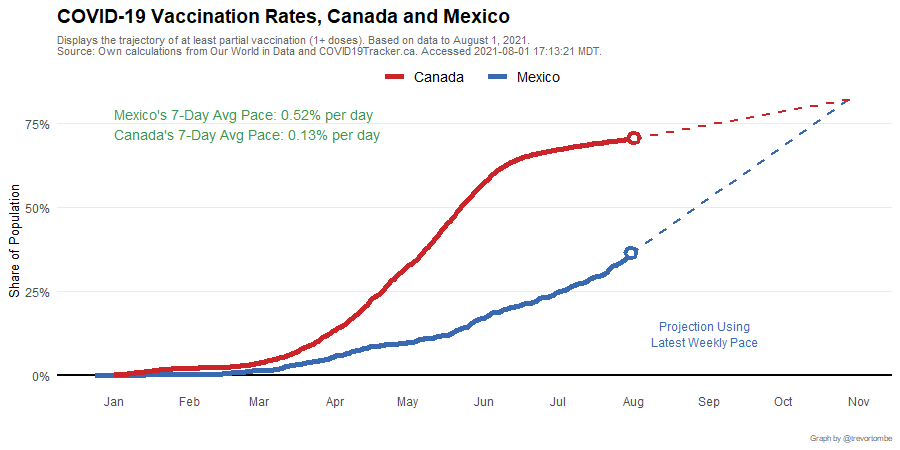 COVID-19 Vaccination Rates, Canada and Mexico
Displays the trajectory of at least partial vaccination (1+ doses). Based on data to August 1, 2021.
Source: Own calculations from Our World in Data and COVID19Tracker.ca. Accessed 2021-08-01 17:13:21 MDT.
Canada Mexico
Mexico's 7-Day Avg Pace: 0.52% per day
Canada's 7-Day Avg Pace: 0.13% per day
Share of Population
75%
50%
25%
0%
Projection Using
Latest Weekly Pace
Jan Feb Mar Apr May Jun Jul Aug Sep Oct Nov
Graph by @trevortombe